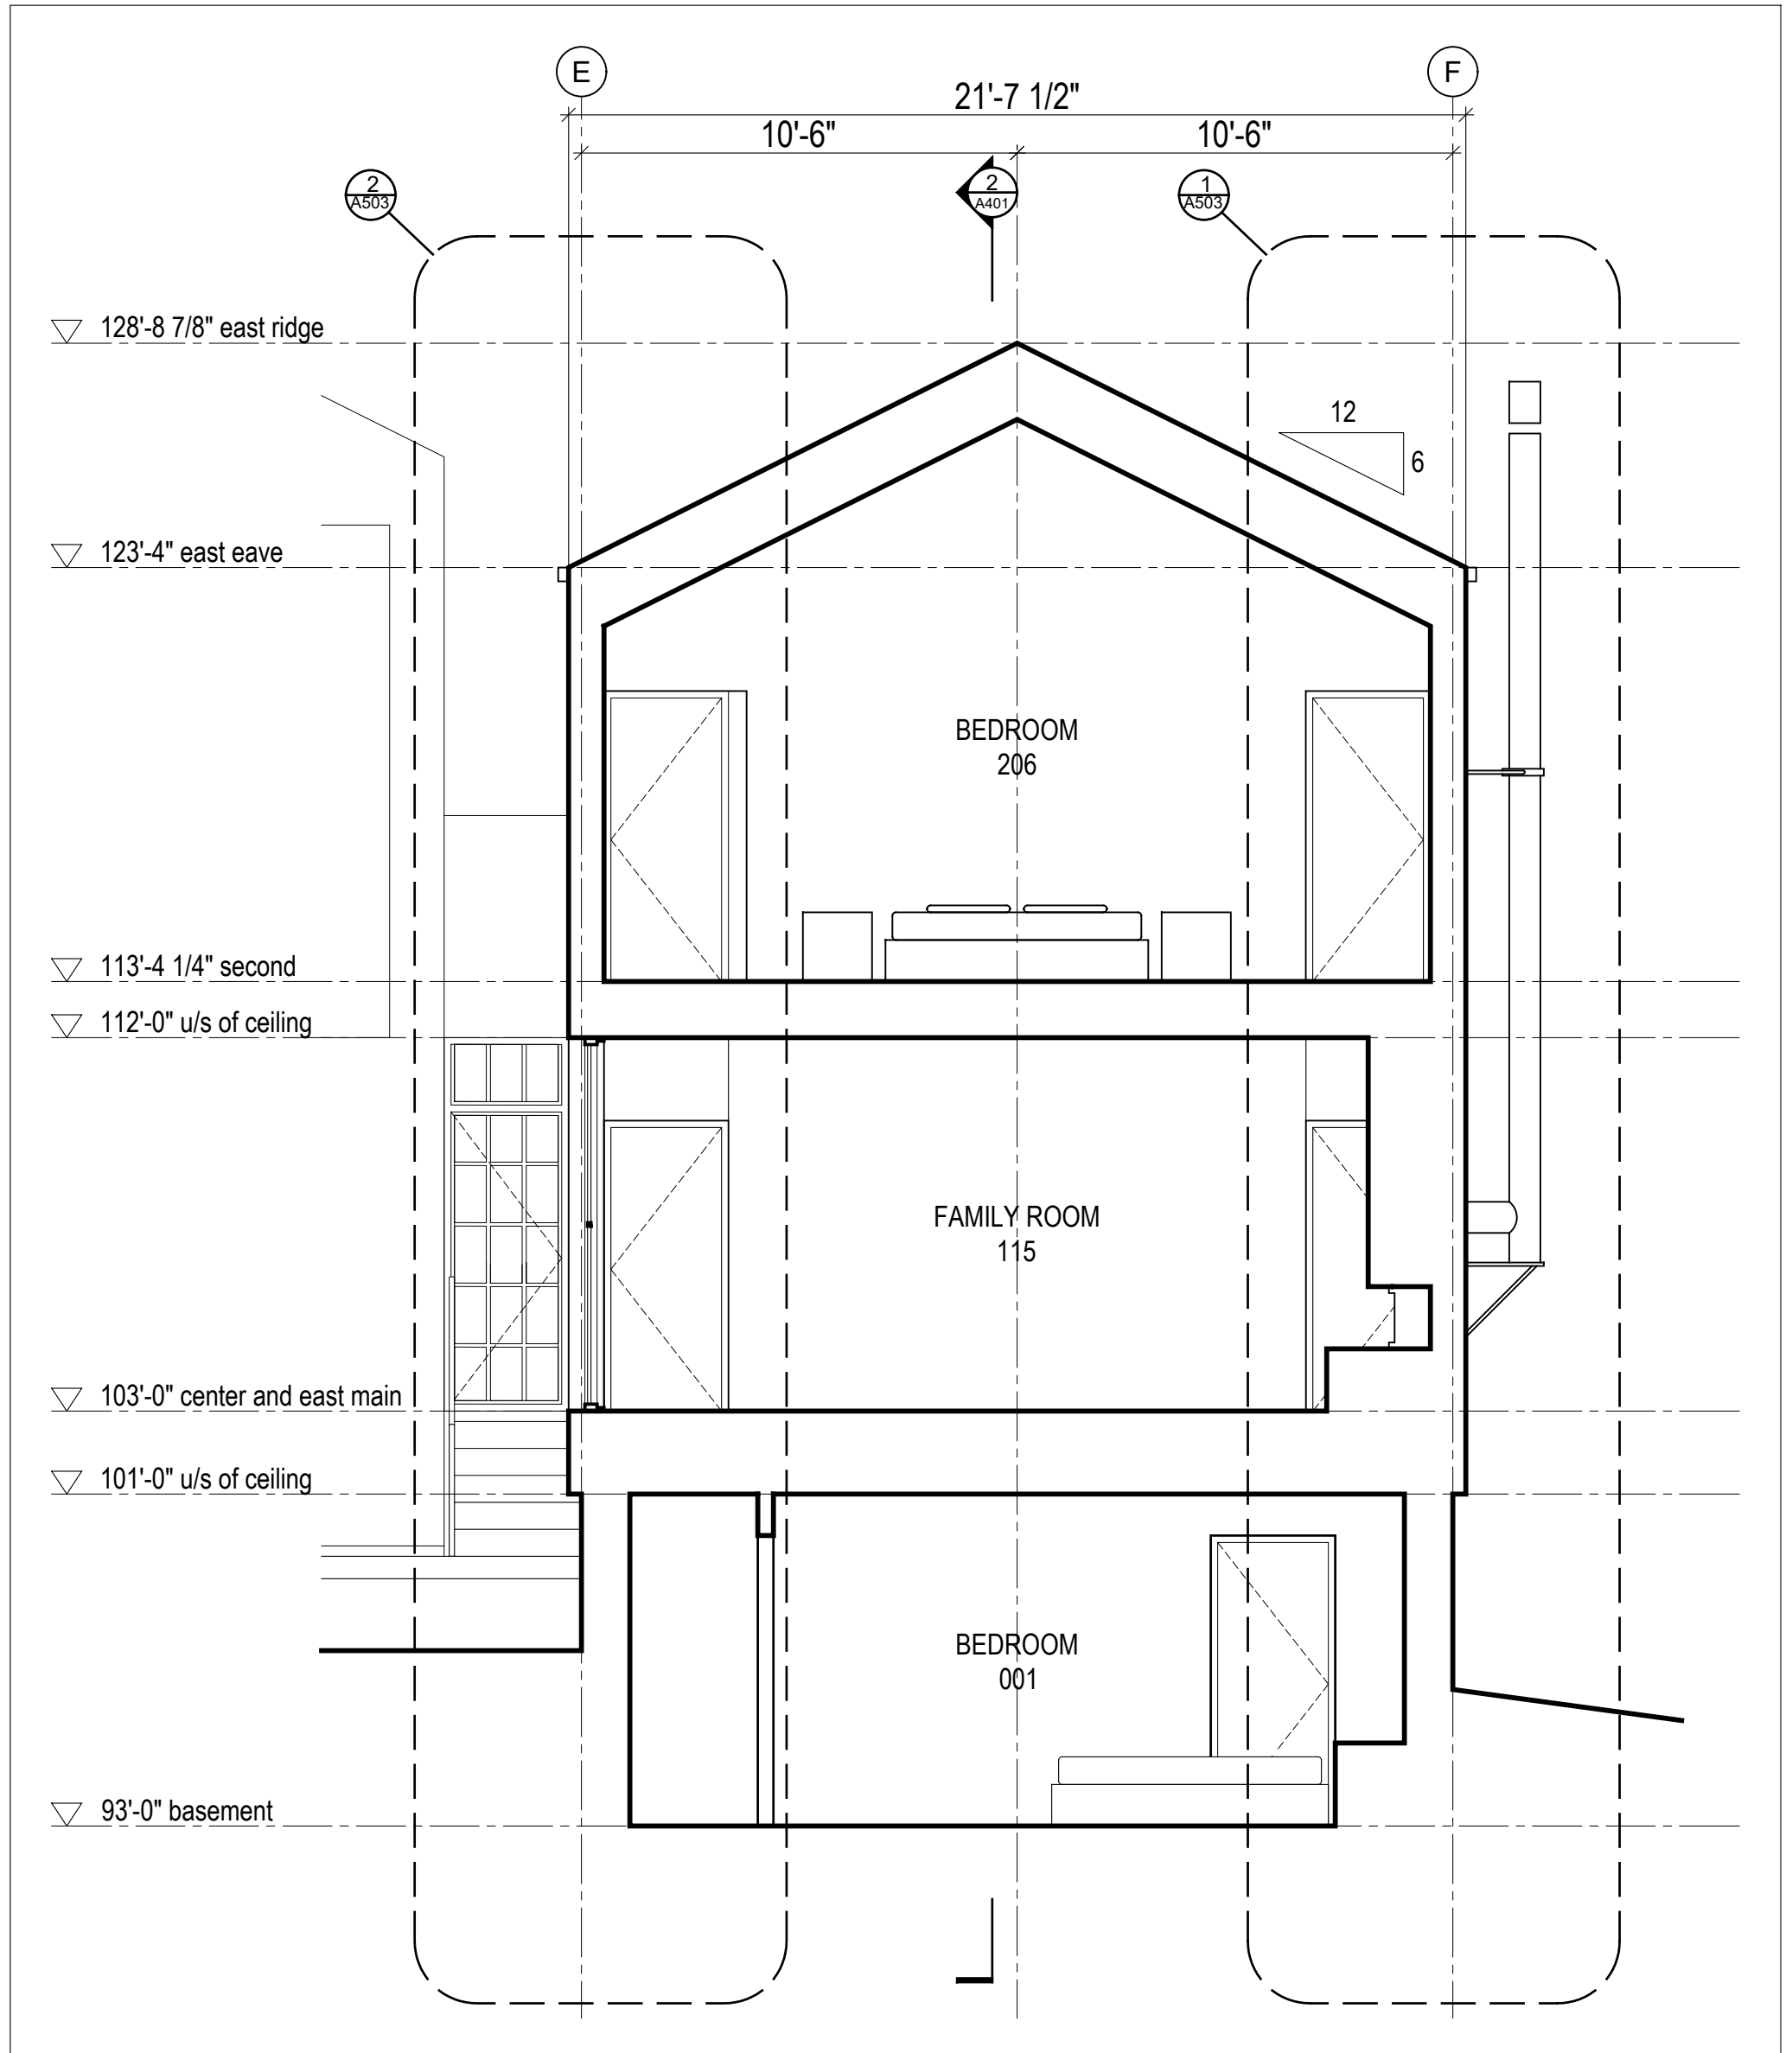 E
F
21'-7 1/2"
10'-6"
10'-6"
2
A503
2
A401
1
A503
128'-8 7/8" east ridge
12
6
123'-4" east eave
BEDROOM
206
113'-4 1/4" second
112'-0" u/s of ceiling
FAMILY ROOM
115
103'-0" center and east main
101'-0" u/s of ceiling
BEDROOM
001
93'-0" basement